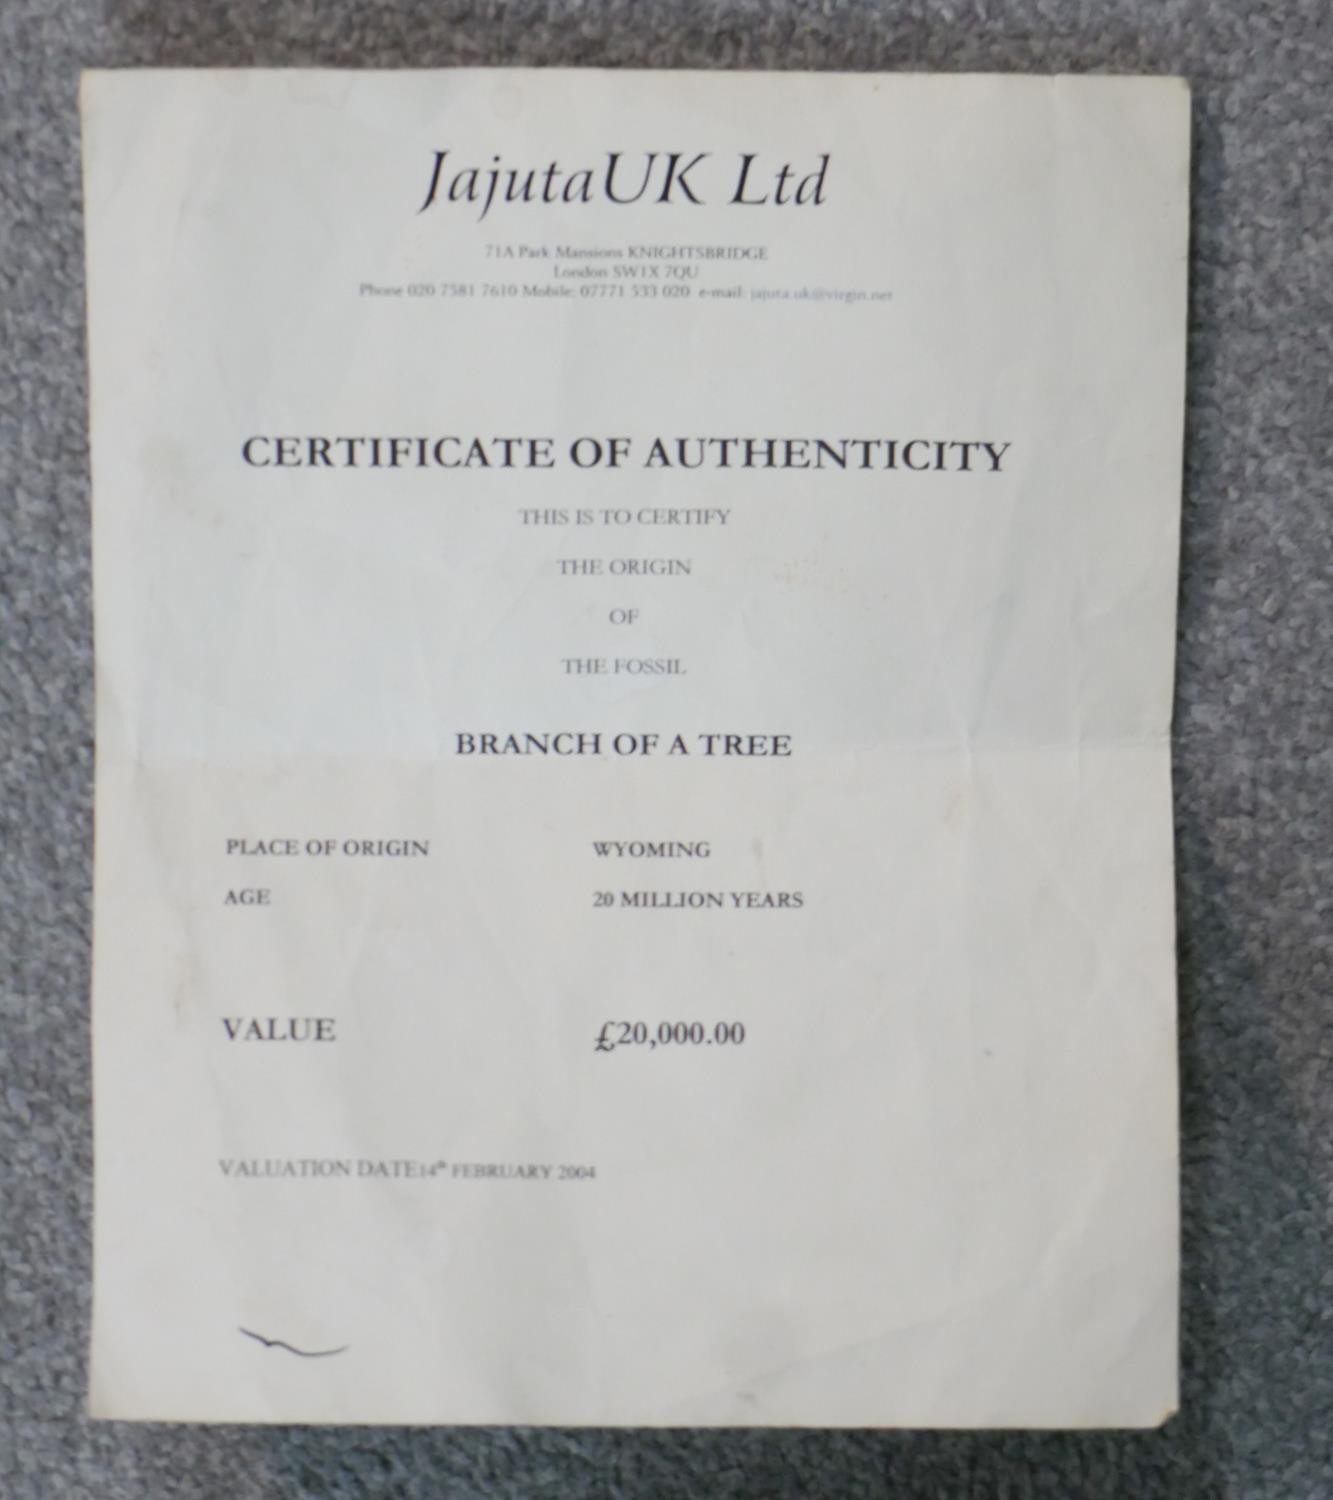 JajutaUK Ltd
71A Park Mansions KNIGHTSBRIDGE
London SW1X 7QU
Phone 020 7581 7610 Mobile: 07771 533 020 e-mail: jajuta.uk@virgin.net
CERTIFICATE OF AUTHENTICITY
THIS IS TO CERTIFY
THE ORIGIN
OF
THE FOSSIL
BRANCH OF A TREE
PLACE OF ORIGIN WYOMING
AGE 20 MILLION YEARS
VALUE £20,000.00
VALUATION DATE14th FEBRUARY 2004